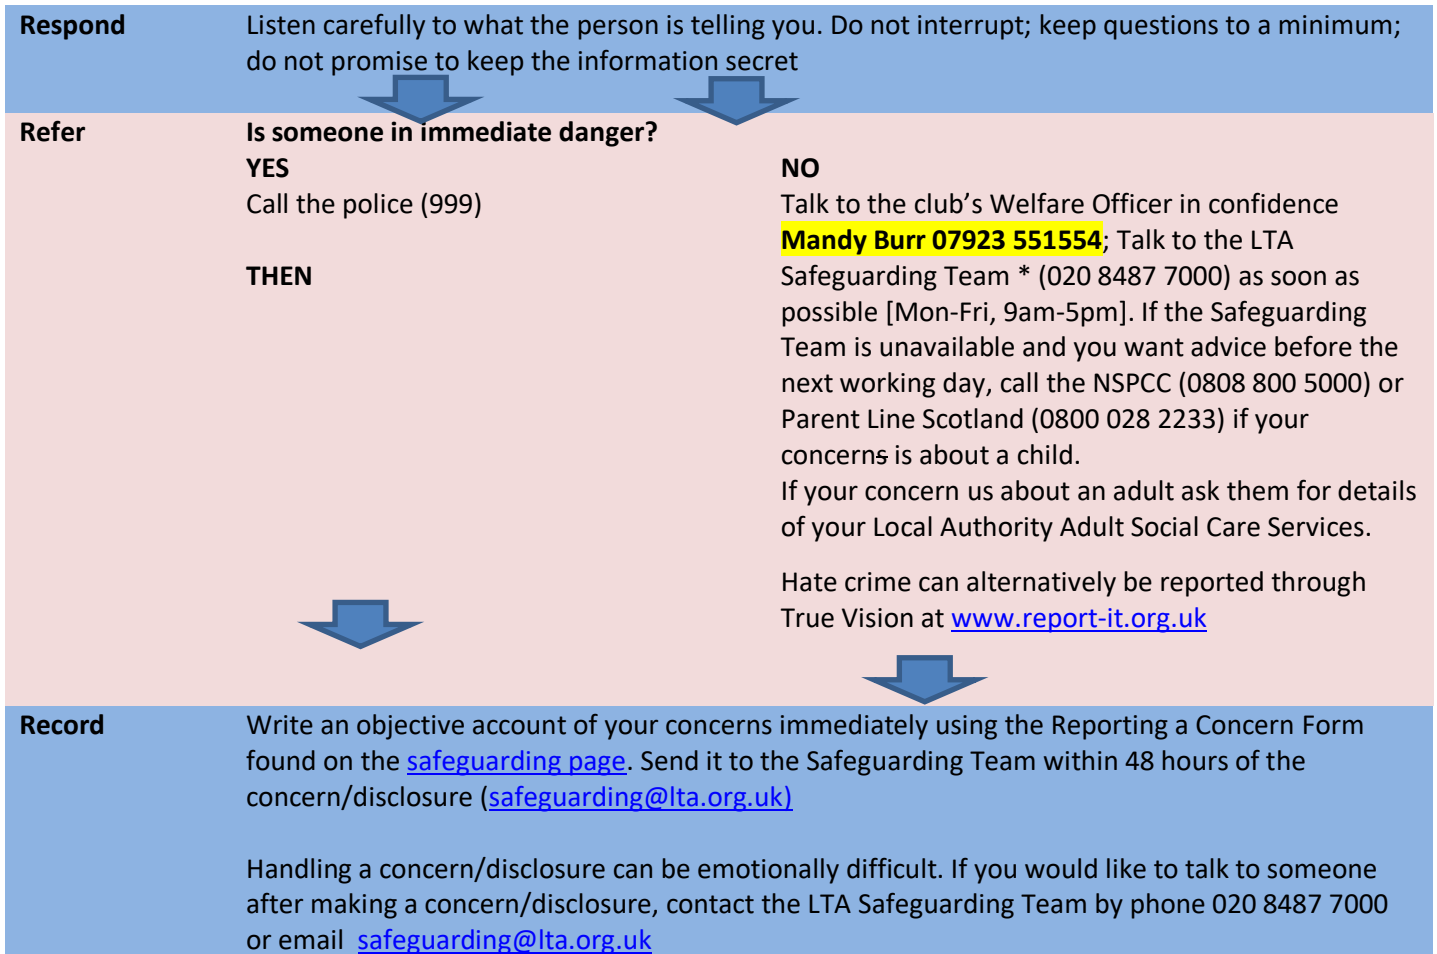 Respond
Listen carefully to what the person is telling you. Do not interrupt; keep questions to a minimum;
do not promise to keep the information secret
Refer
Is someone in immediate danger?
YES
Call the police (999)
THEN
NO
Talk to the club’s Welfare Officer in confidence
Mandy Burr 07923 551554; Talk to the LTA
Safeguarding Team * (020 8487 7000) as soon as
possible [Mon-Fri, 9am-5pm]. If the Safeguarding
Team is unavailable and you want advice before the
next working day, call the NSPCC (0808 800 5000) or
Parent Line Scotland (0800 028 2233) if your
concerns is about a child.
If your concern us about an adult ask them for details
of your Local Authority Adult Social Care Services.
Hate crime can alternatively be reported through
True Vision at www.report-it.org.uk
Record
Write an objective account of your concerns immediately using the Reporting a Concern Form
found on the safeguarding page. Send it to the Safeguarding Team within 48 hours of the
concern/disclosure (safeguarding@lta.org.uk)
Handling a concern/disclosure can be emotionally difficult. If you would like to talk to someone
after making a concern/disclosure, contact the LTA Safeguarding Team by phone 020 8487 7000
or email safeguarding@lta.org.uk